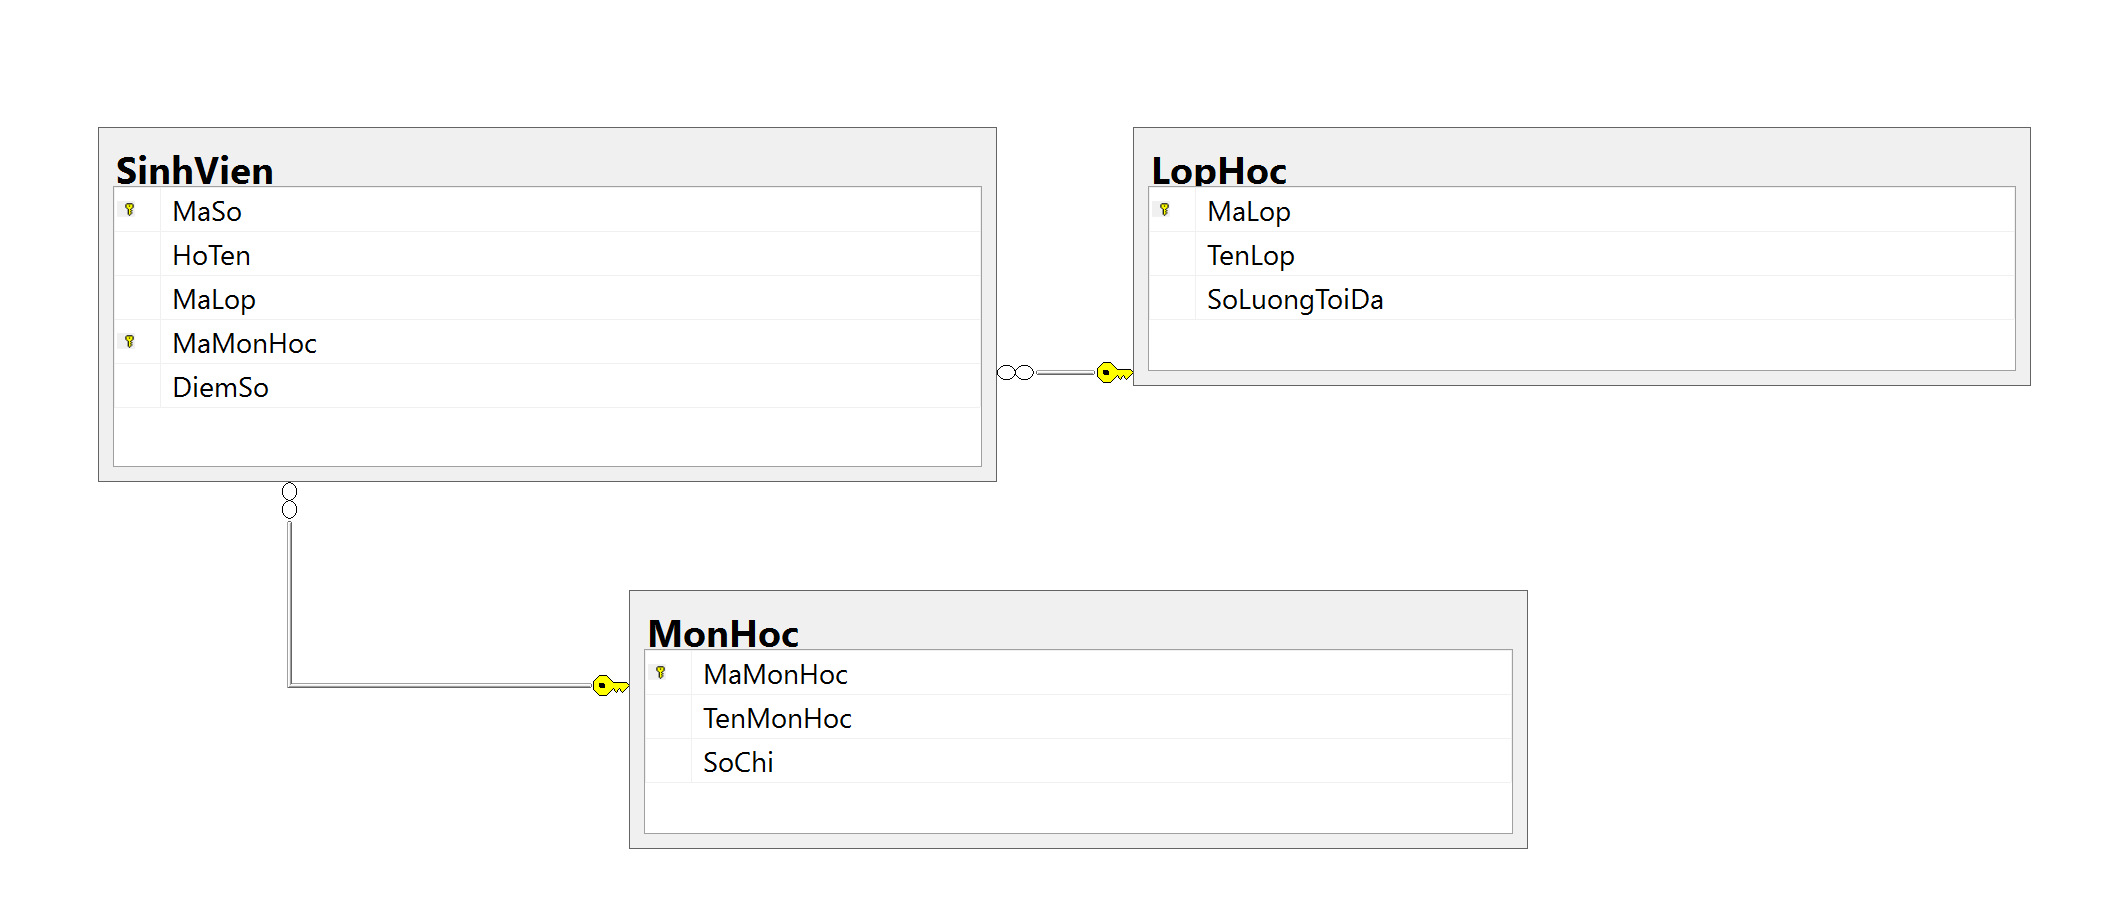 SinhVien
MaSo
HoTen
MaLop
MaMonHoc
DiemSo
LopHoc
MaLop
TenLop
SoLuongToiDa
MonHoc
MaMonHoc
TenMonHoc
SoChi